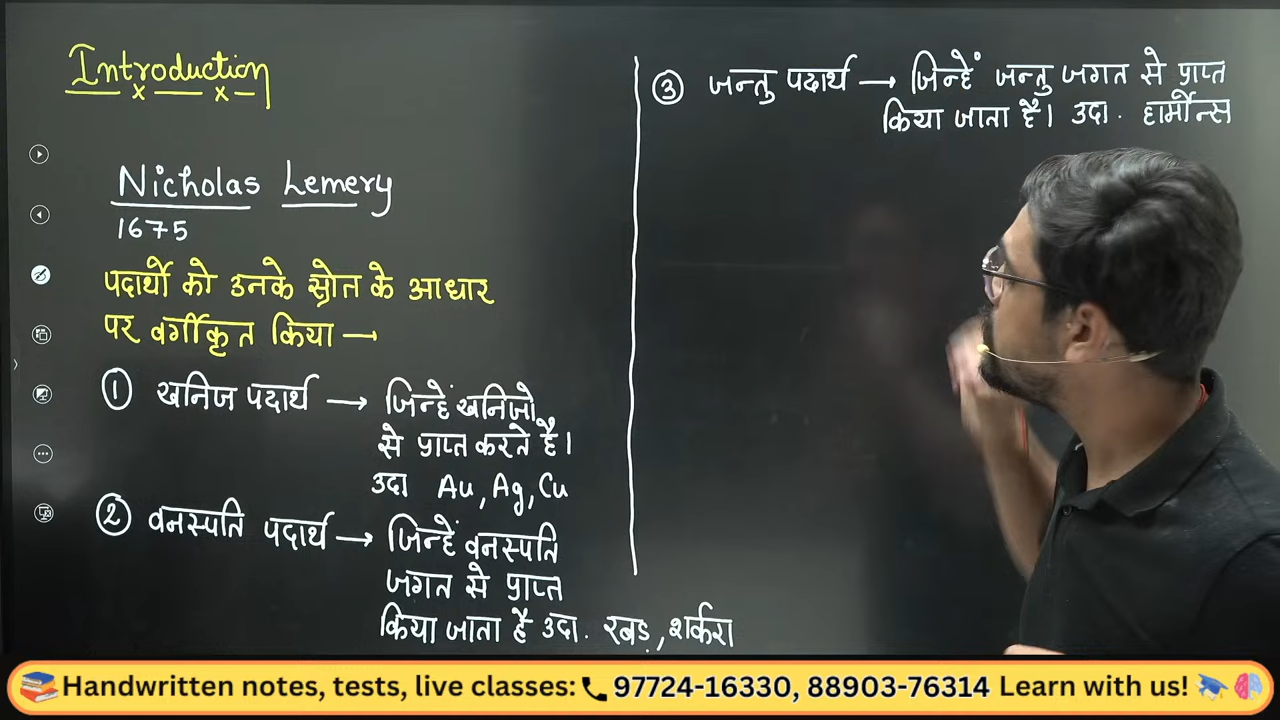 Introduction
Nicholas Lemery
1675
पदार्थो को उनके स्रोत के आधार
पर वर्गीकृत किया →
① खनिज पदार्थ → जिन्हें खनिजो
से प्राप्त करते है।
उदा Au, Ag, Cu
② वनस्पति पदार्थ → जिन्हें वनस्पति
जगत से प्राप्त
किया जाता है उदा. रबड़, शर्करा
③ जन्तु पदार्थ → जिन्हें जन्तु जगत से प्राप्त
किया जाता है। उदा. हार्मोन्स
Handwritten notes, tests, live classes: 97724-16330, 88903-76314 Learn with us!